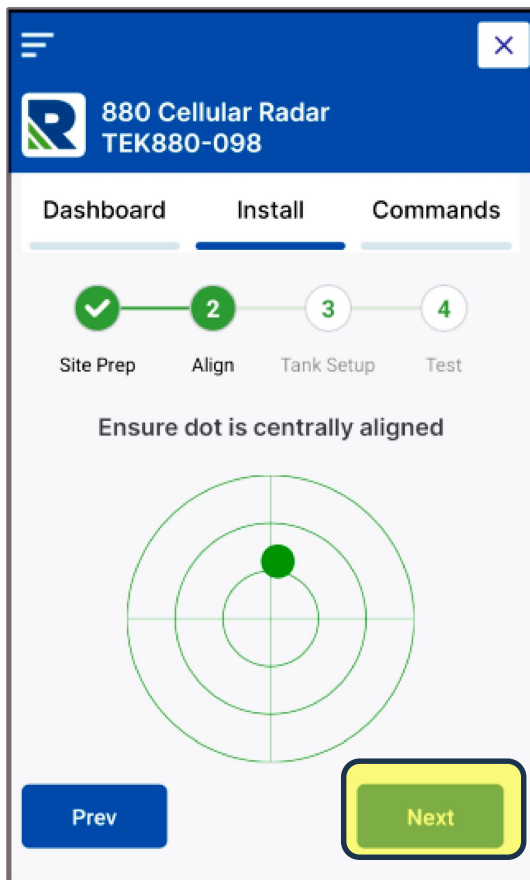 880 Cellular Radar
TEK880-098
Dashboard Install Commands
2 3 4
Site Prep Align Tank Setup Test
Ensure dot is centrally aligned
Prev Next